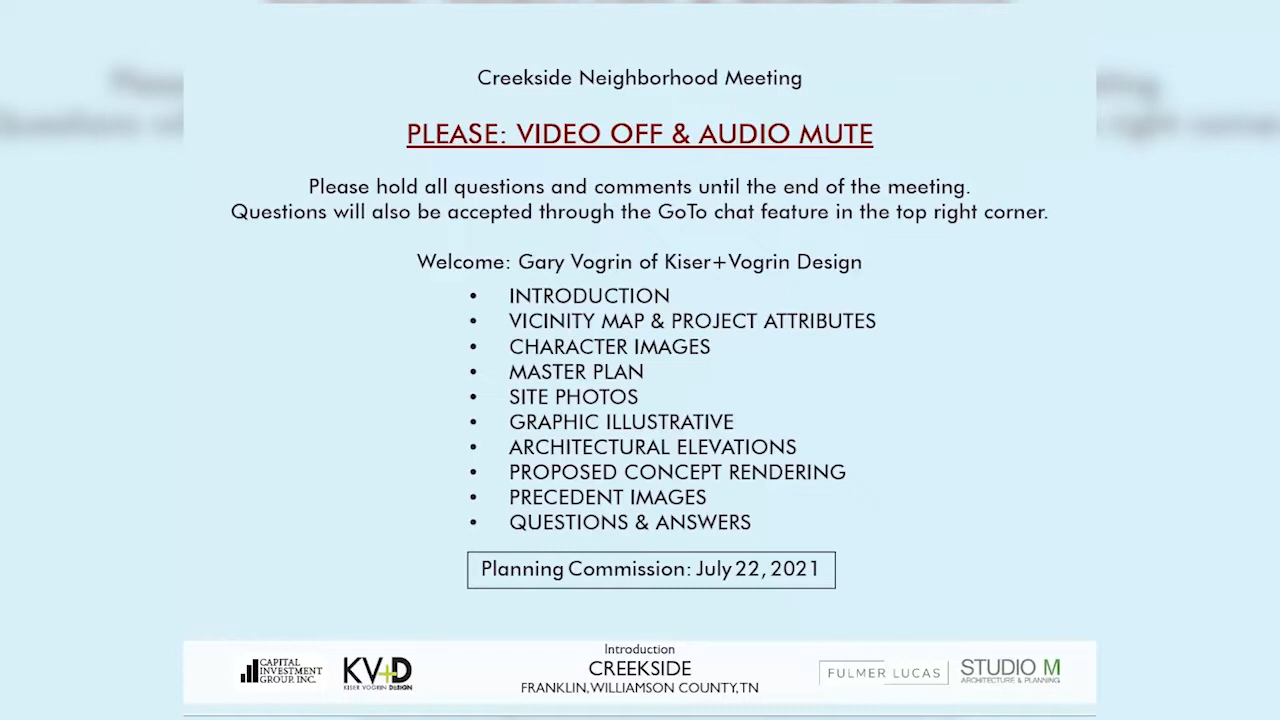 Creekside Neighborhood Meeting
PLEASE: VIDEO OFF & AUDIO MUTE
Please hold all questions and comments until the end of the meeting.
Questions will also be accepted through the GoTo chat feature in the top right corner.
Welcome: Gary Vogrin of Kiser+Vogrin Design
• INTRODUCTION
• VICINITY MAP & PROJECT ATTRIBUTES
• CHARACTER IMAGES
• MASTER PLAN
• SITE PHOTOS
• GRAPHIC ILLUSTRATIVE
• ARCHITECTURAL ELEVATIONS
• PROPOSED CONCEPT RENDERING
• PRECEDENT IMAGES
• QUESTIONS & ANSWERS
Planning Commission: July 22, 2021
CAPITAL
INVESTMENT
GROUP, INC.
KV+D
KISER VOGRIN DESIGN
Introduction
CREEKSIDE
FRANKLIN, WILLIAMSON COUNTY, TN
FULMER LUCAS
STUDIO M
ARCHITECTURE & PLANNING